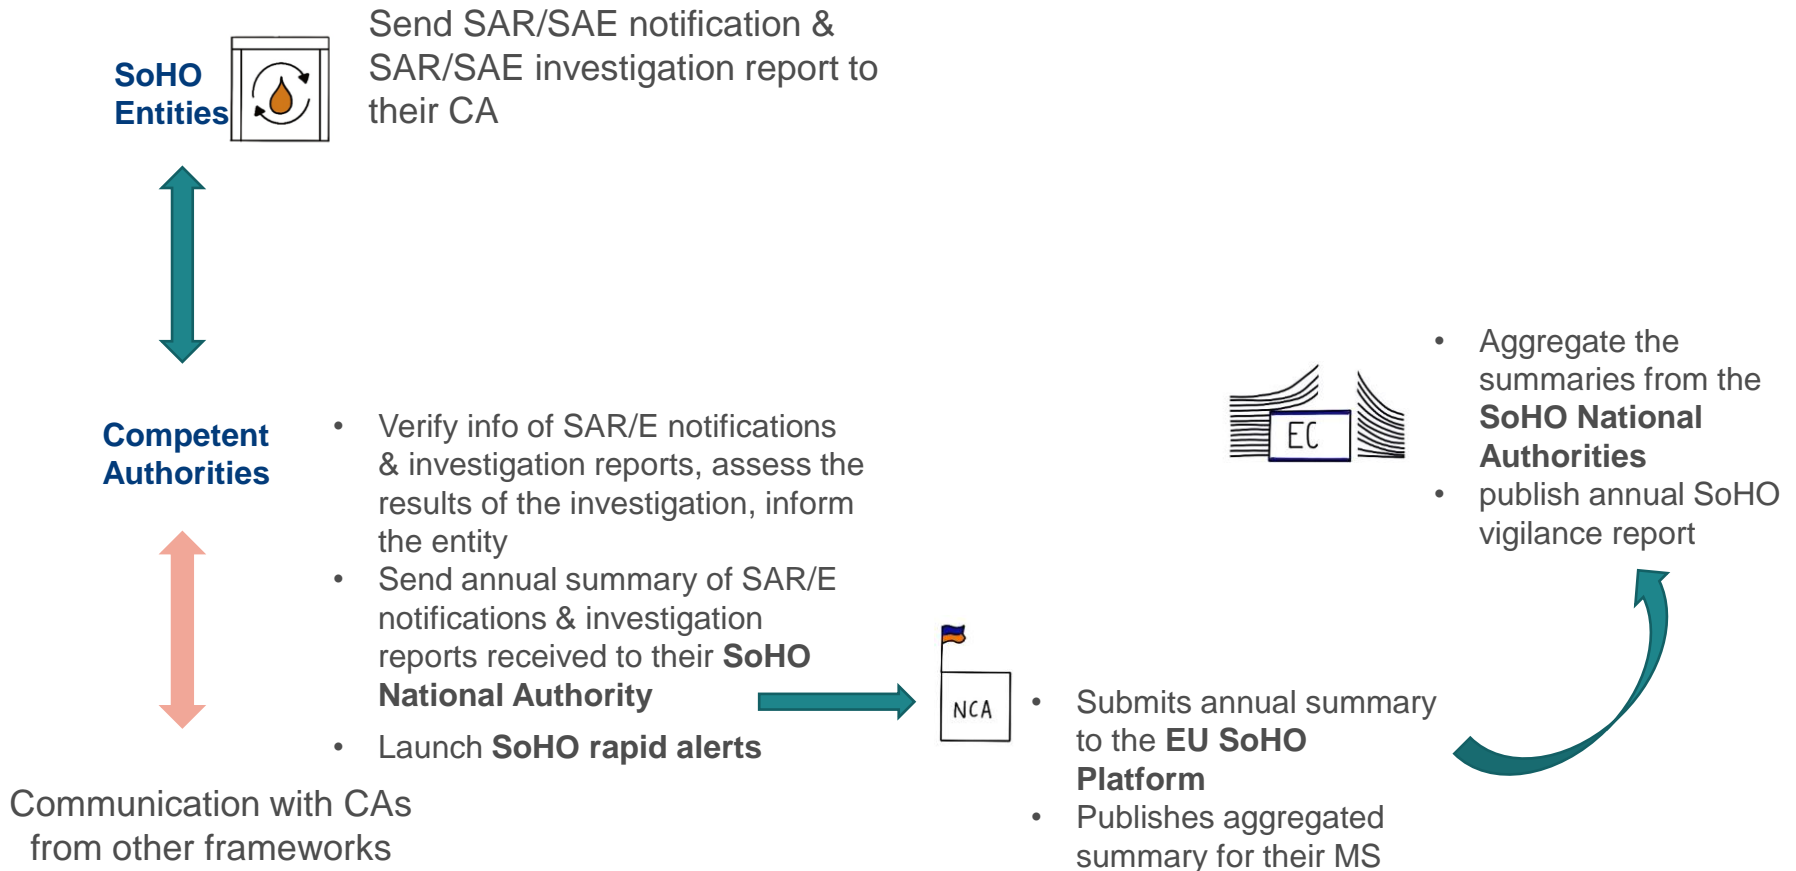 Send SAR/SAE notification &
SAR/SAE investigation report to
their CA
SoHO
Entities
Competent
Authorities
• Verify info of SAR/E notifications
& investigation reports, assess the
results of the investigation, inform
the entity
• Send annual summary of SAR/E
notifications & investigation
reports received to their SoHO
National Authority
• Launch SoHO rapid alerts
Communication with CAs
from other frameworks
NCA
• Submits annual summary
to the EU SoHO
Platform
• Publishes aggregated
summary for their MS
EC
• Aggregate the
summaries from the
SoHO National
Authorities
• publish annual SoHO
vigilance report